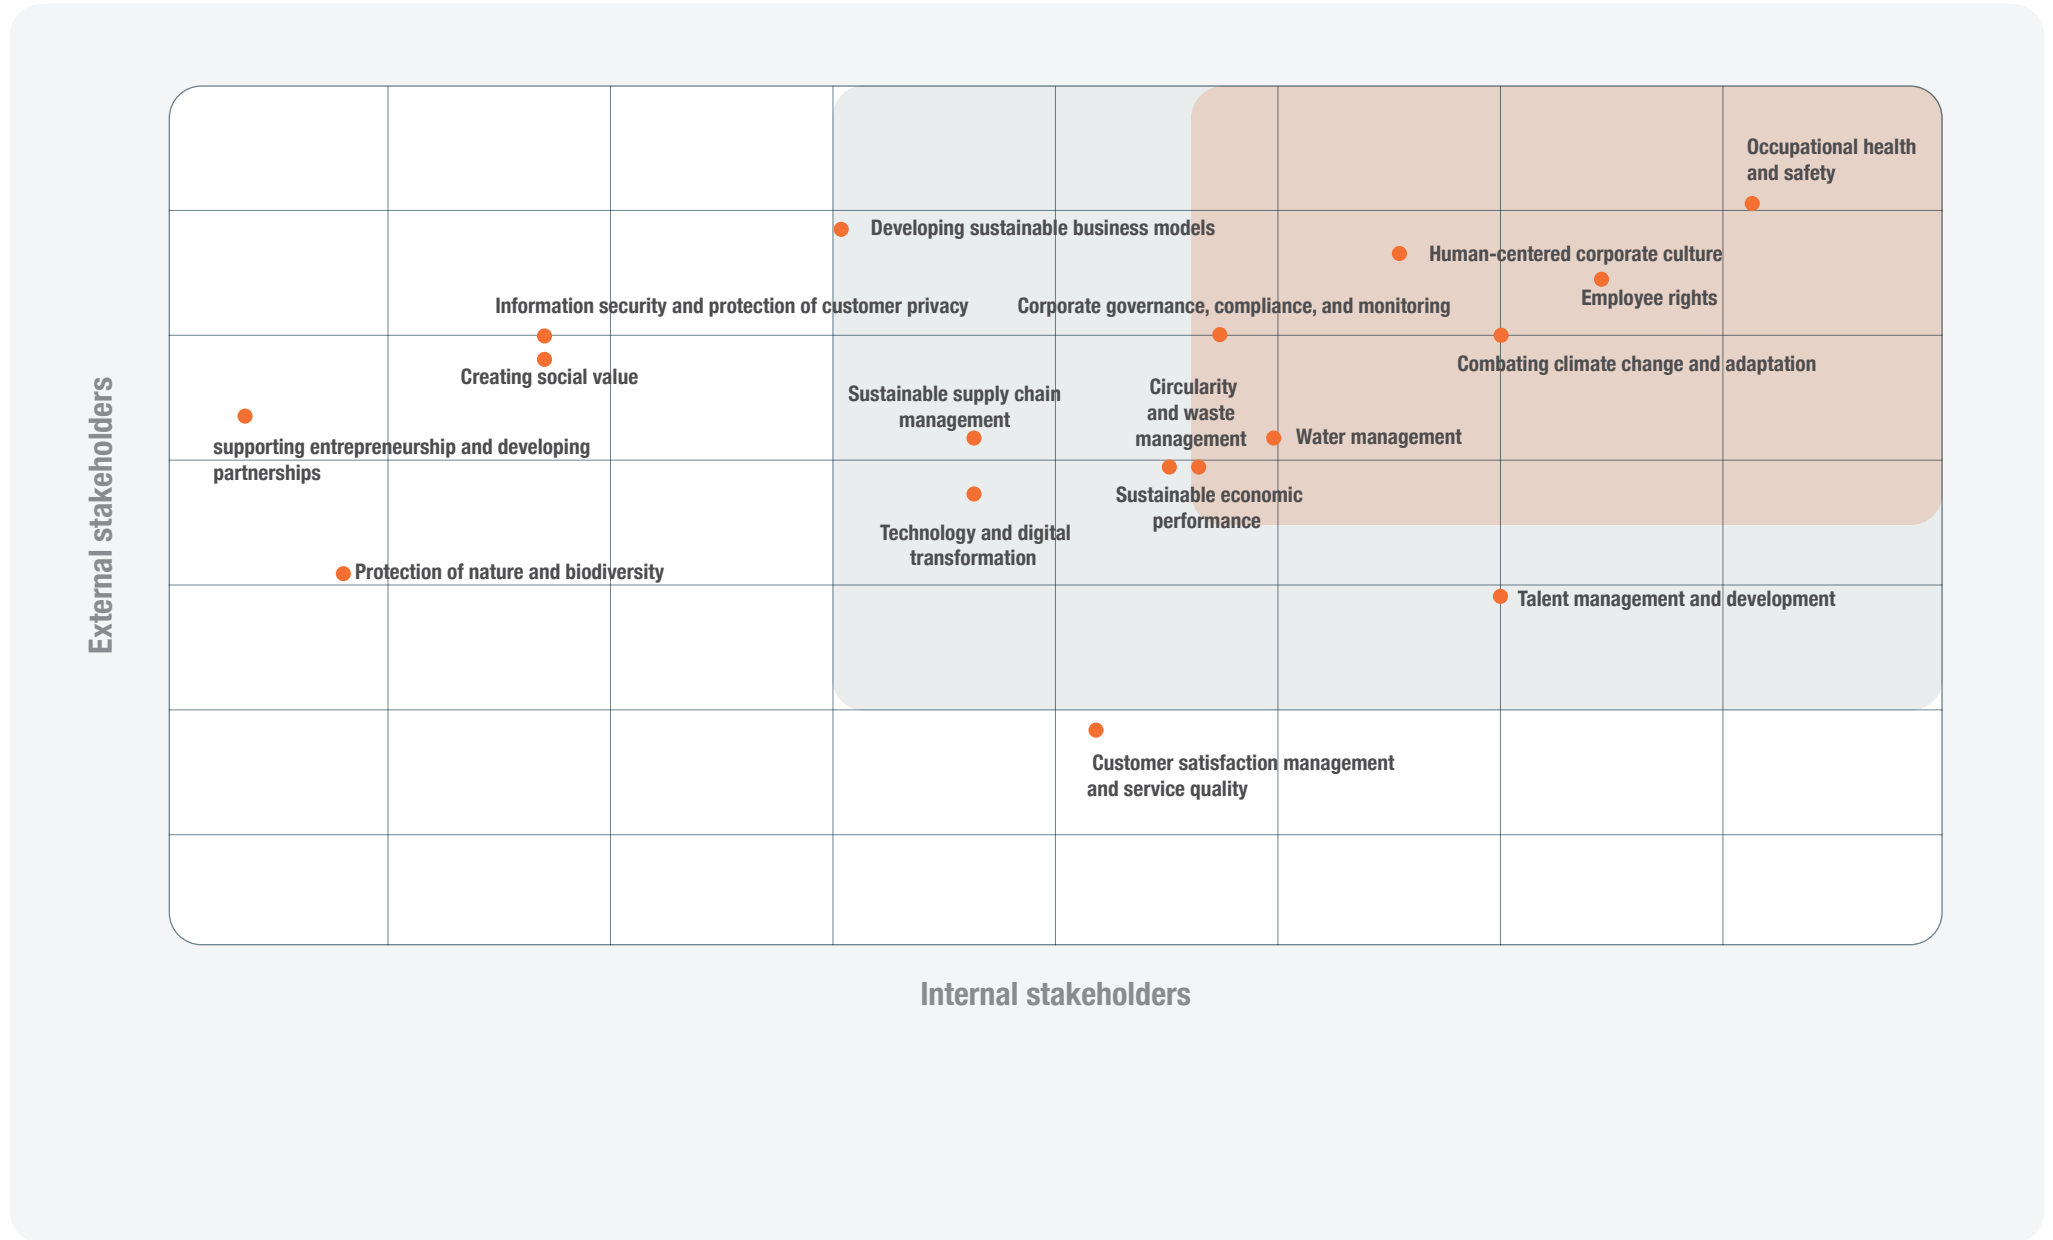 Occupational health
and safety
Developing sustainable business models
Human-centered corporate culture
Employee rights
Information security and protection of customer privacy
Corporate governance, compliance, and monitoring
Combating climate change and adaptation
Creating social value
Sustainable supply chain
management
Circularity
and waste
management
Water management
supporting entrepreneurship and developing
partnerships
Sustainable economic
performance
Technology and digital
transformation
Protection of nature and biodiversity
Talent management and development
Customer satisfaction management
and service quality
External stakeholders
Internal stakeholders